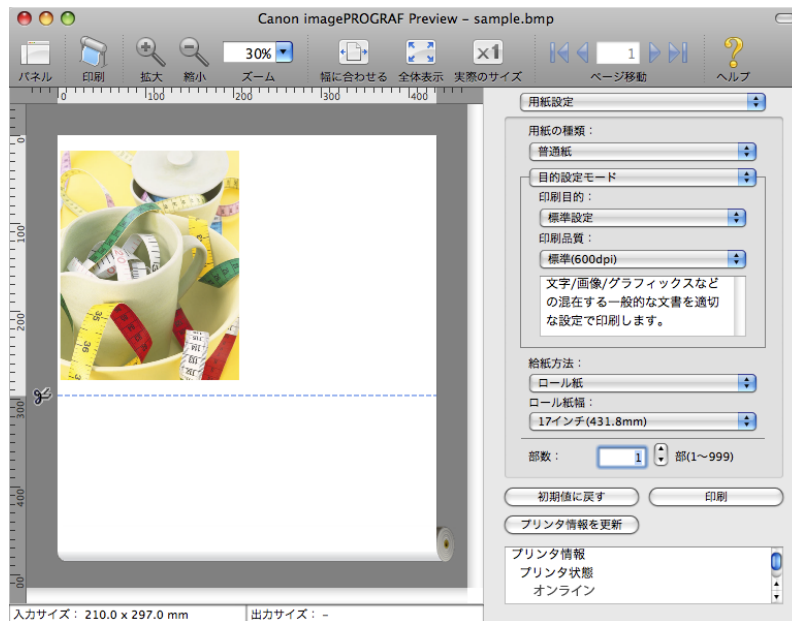 Canon imagePROGRAF Preview – sample.bmp
30%
1
パネル 印刷 拡大 縮小 ズーム 幅に合わせる 全体表示 実際のサイズ ページ移動 ヘルプ
0 100 200 300 400
0
100
200
300
400
用紙設定
用紙の種類：
普通紙
目的設定モード
印刷目的：
標準設定
印刷品質：
標準(600dpi)
文字/画像/グラフィックスなど
の混在する一般的な文書を適切
な設定で印刷します。
給紙方法：
ロール紙
ロール紙幅：
17インチ(431.8mm)
部数： 1 部(1〜999)
初期値に戻す 印刷
プリンタ情報を更新
プリンタ情報
プリンタ状態
オンライン
入力サイズ： 210.0 x 297.0 mm 出力サイズ： –